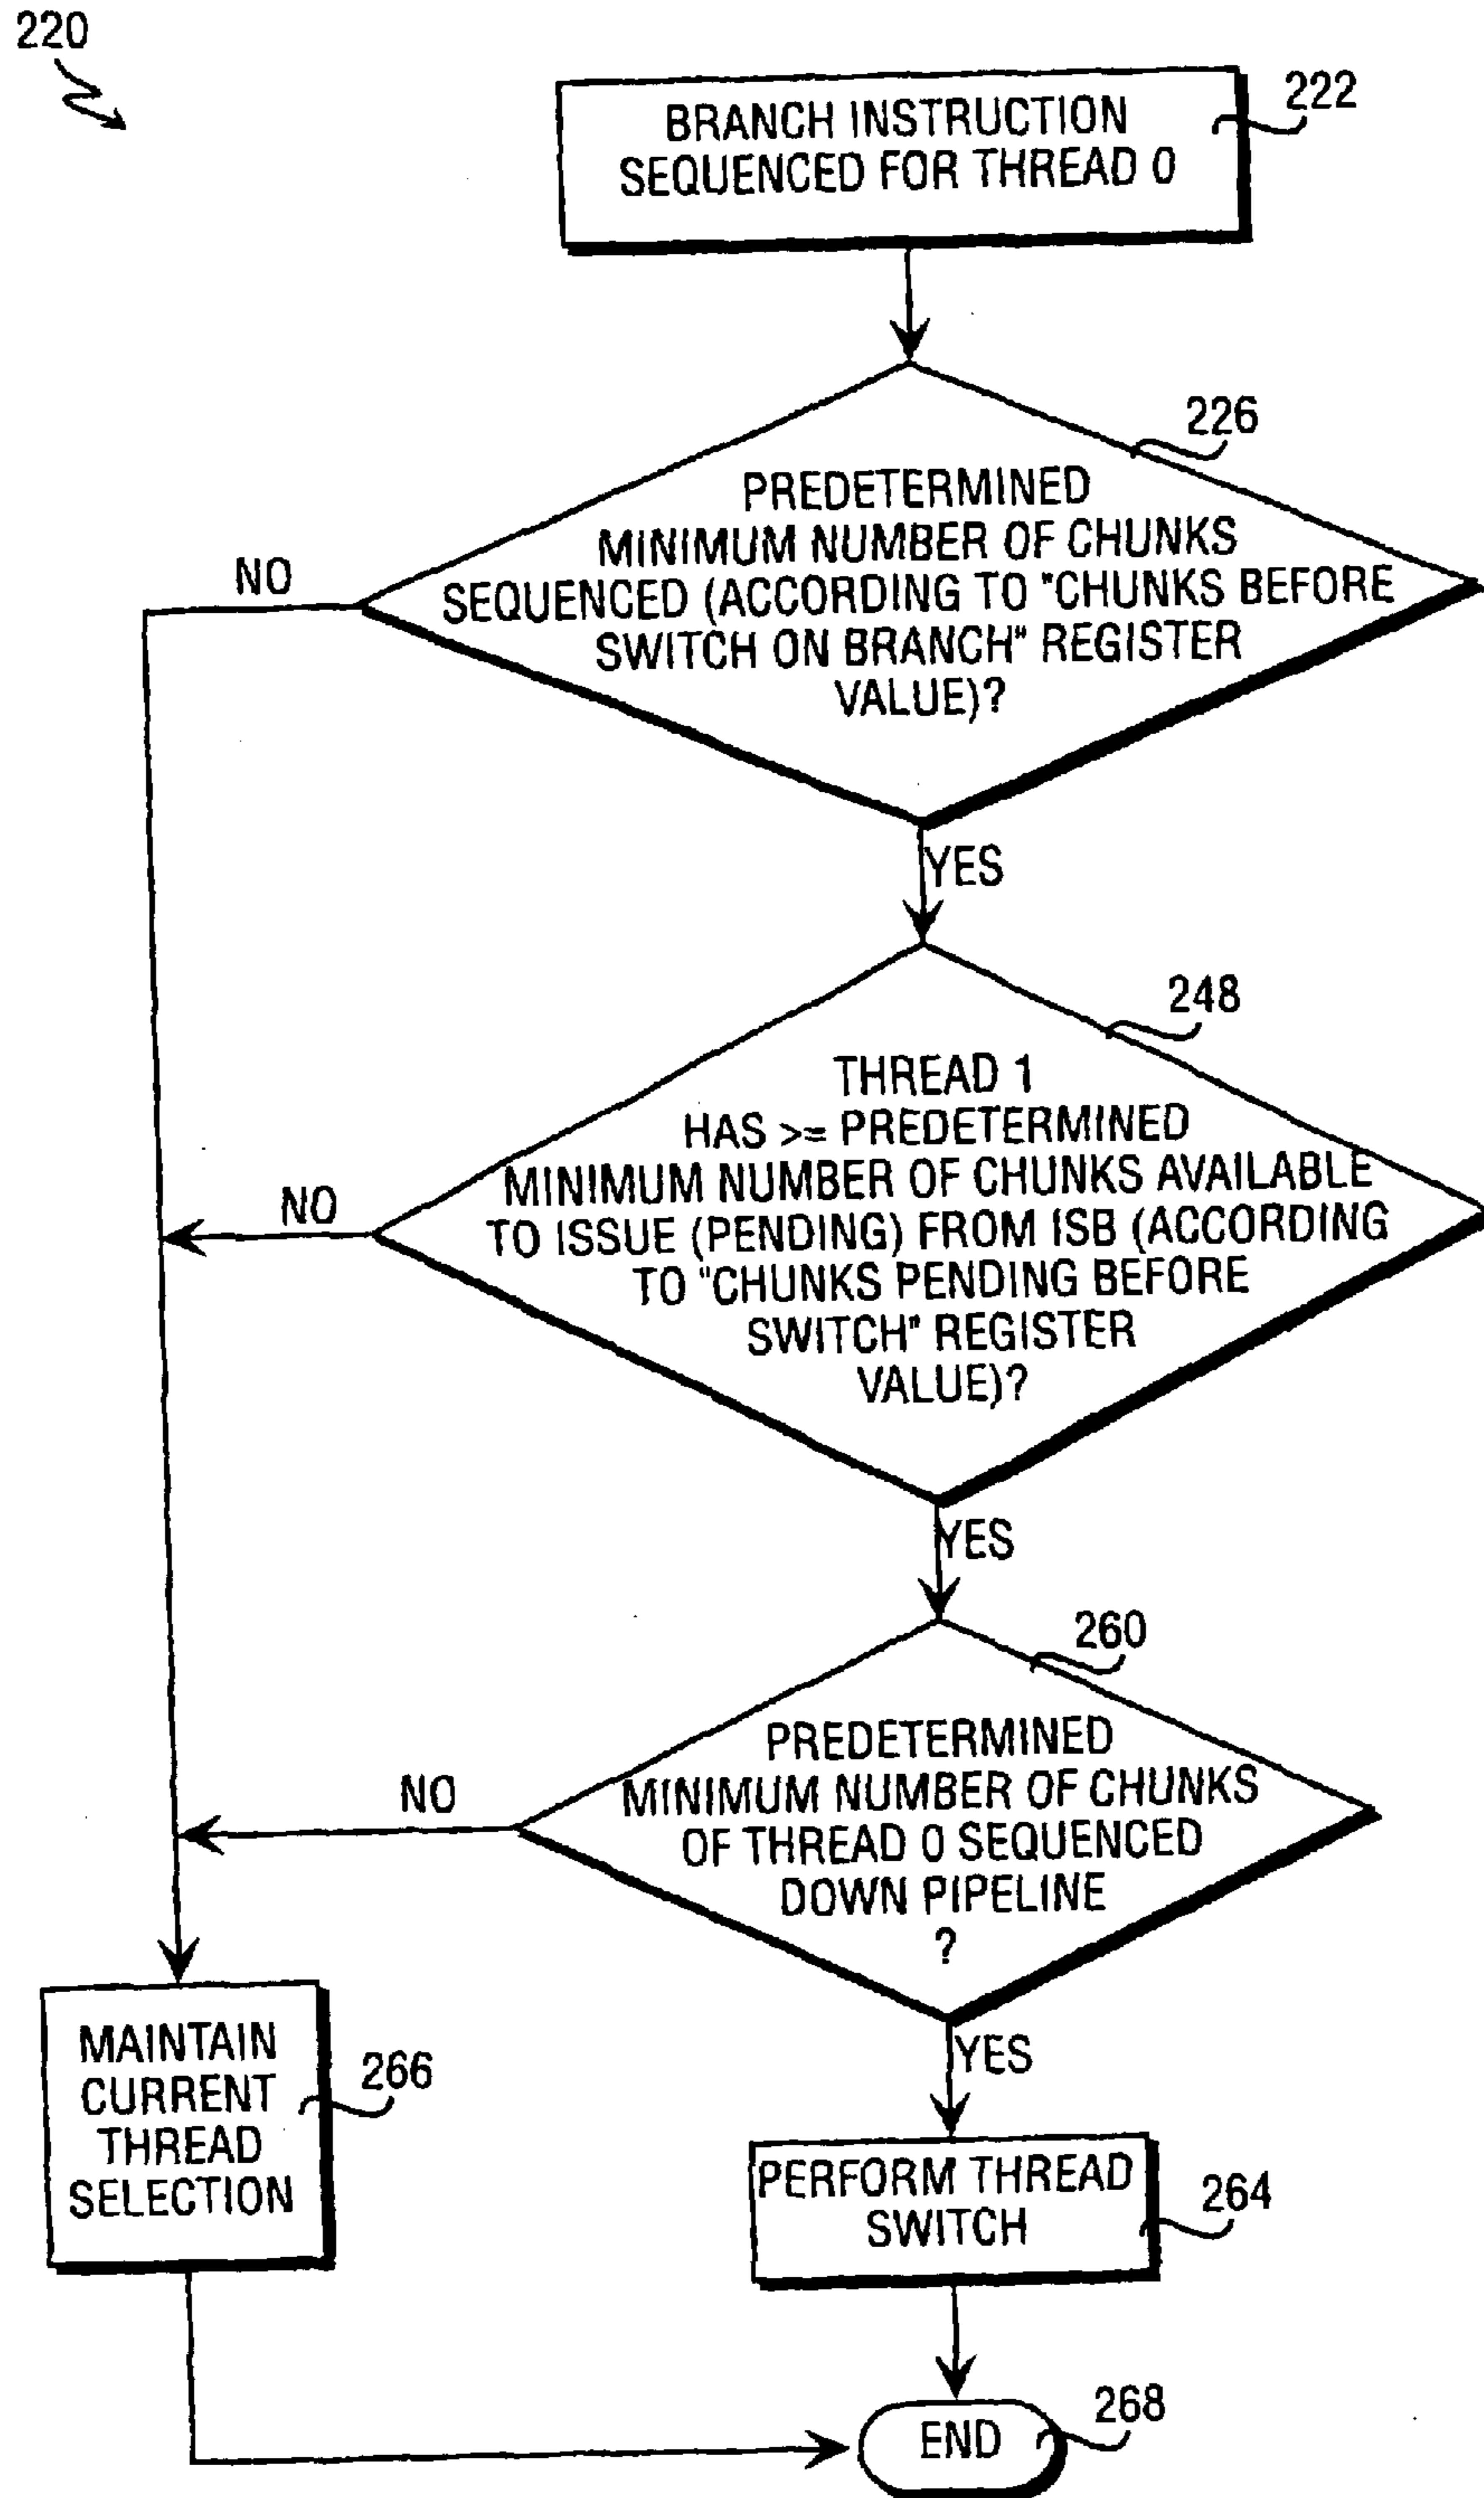 220
BRANCH INSTRUCTION
SEQUENCED FOR THREAD 0
222
226
PREDETERMINED
MINIMUM NUMBER OF CHUNKS
SEQUENCED (ACCORDING TO "CHUNKS BEFORE
SWITCH ON BRANCH" REGISTER
VALUE)?
NO
YES
248
THREAD 1
HAS >= PREDETERMINED
MINIMUM NUMBER OF CHUNKS AVAILABLE
TO ISSUE (PENDING) FROM ISB (ACCORDING
TO "CHUNKS PENDING BEFORE
SWITCH" REGISTER
VALUE)?
NO
YES
260
PREDETERMINED
MINIMUM NUMBER OF CHUNKS
OF THREAD 0 SEQUENCED
DOWN PIPELINE
?
NO
YES
MAINTAIN
CURRENT
THREAD
SELECTION
266
PERFORM THREAD
SWITCH
264
END
268